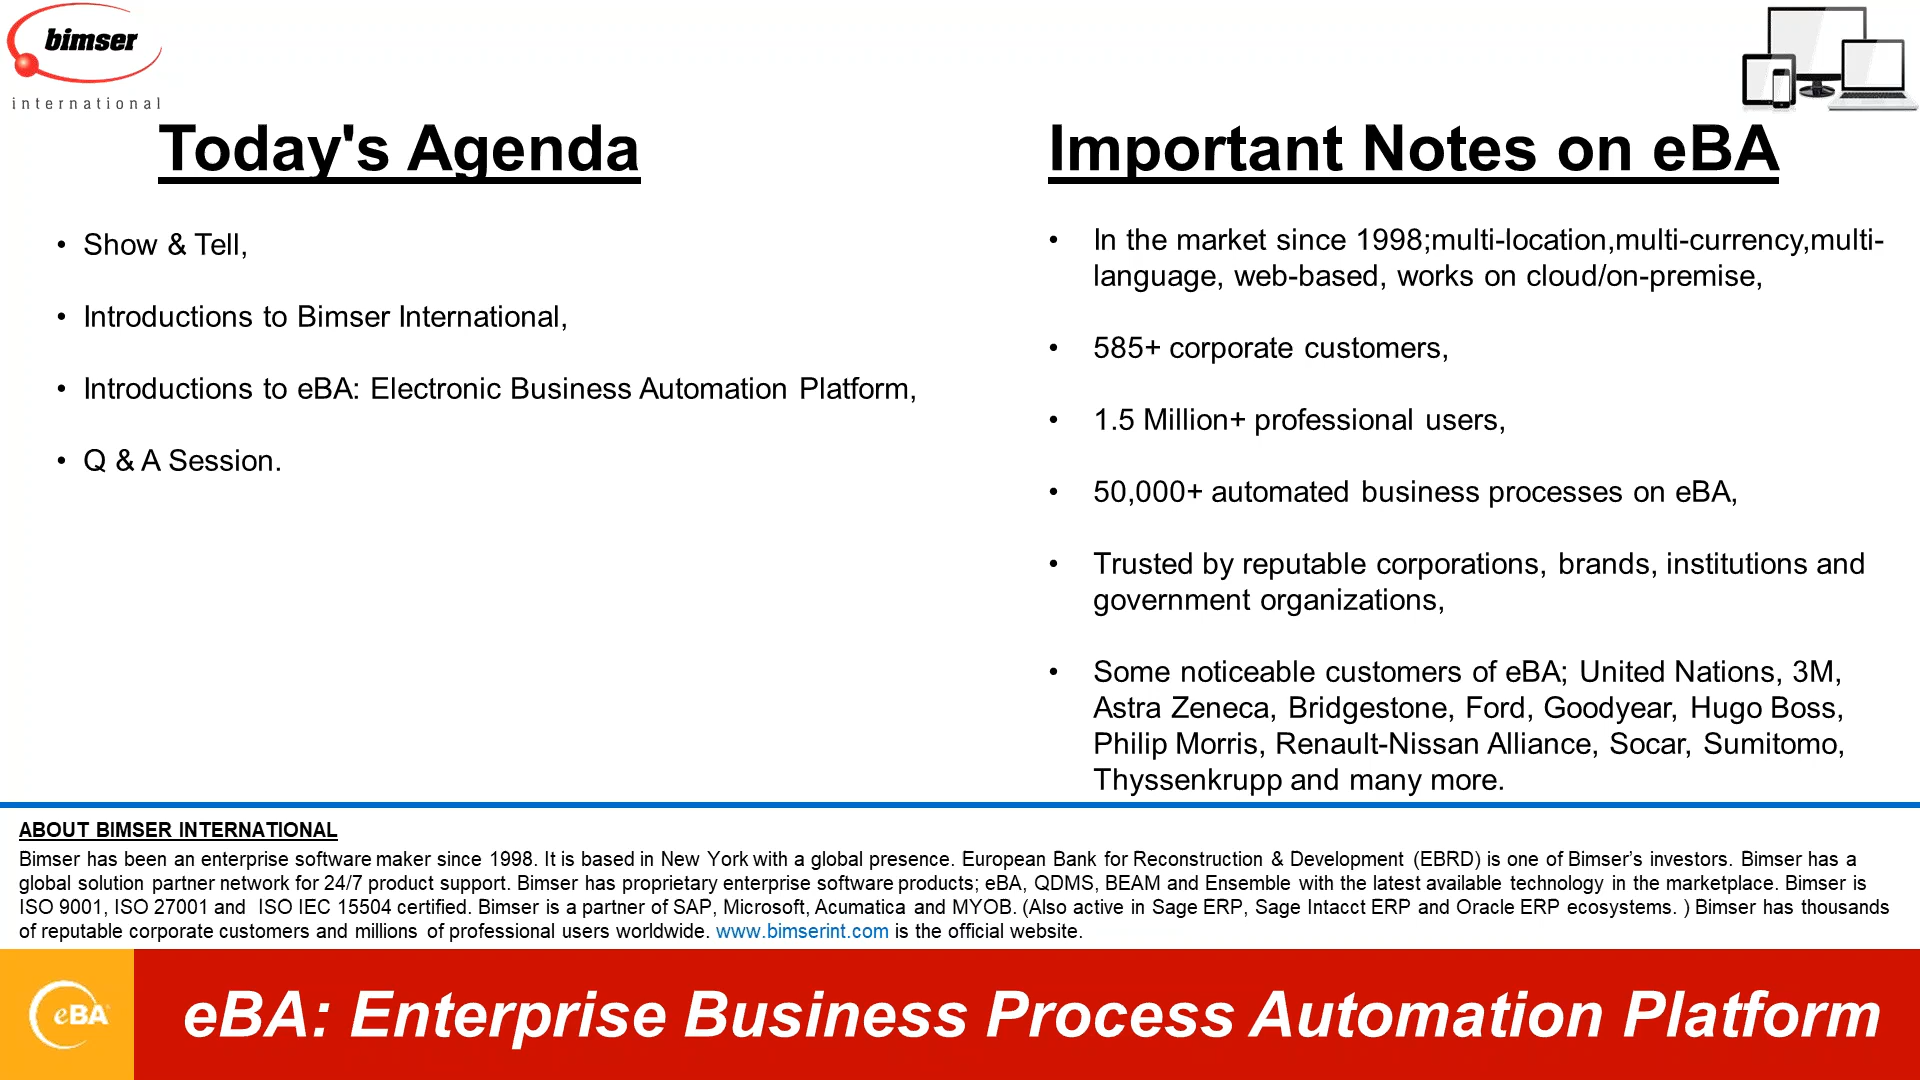 bimser
international
Today's Agenda
• Show & Tell,
• Introductions to Bimser International,
• Introductions to eBA: Electronic Business Automation Platform,
• Q & A Session.
Important Notes on eBA
• In the market since 1998;multi-location,multi-currency,multi-
language, web-based, works on cloud/on-premise,
• 585+ corporate customers,
• 1.5 Million+ professional users,
• 50,000+ automated business processes on eBA,
• Trusted by reputable corporations, brands, institutions and
government organizations,
• Some noticeable customers of eBA; United Nations, 3M,
Astra Zeneca, Bridgestone, Ford, Goodyear, Hugo Boss,
Philip Morris, Renault-Nissan Alliance, Socar, Sumitomo,
Thyssenkrupp and many more.
ABOUT BIMSER INTERNATIONAL
Bimser has been an enterprise software maker since 1998. It is based in New York with a global presence. European Bank for Reconstruction & Development (EBRD) is one of Bimser’s investors. Bimser has a
global solution partner network for 24/7 product support. Bimser has proprietary enterprise software products; eBA, QDMS, BEAM and Ensemble with the latest available technology in the marketplace. Bimser is
ISO 9001, ISO 27001 and ISO IEC 15504 certified. Bimser is a partner of SAP, Microsoft, Acumatica and MYOB. (Also active in Sage ERP, Sage Intacct ERP and Oracle ERP ecosystems. ) Bimser has thousands
of reputable corporate customers and millions of professional users worldwide. www.bimserint.com is the official website.
eBA
eBA: Enterprise Business Process Automation Platform